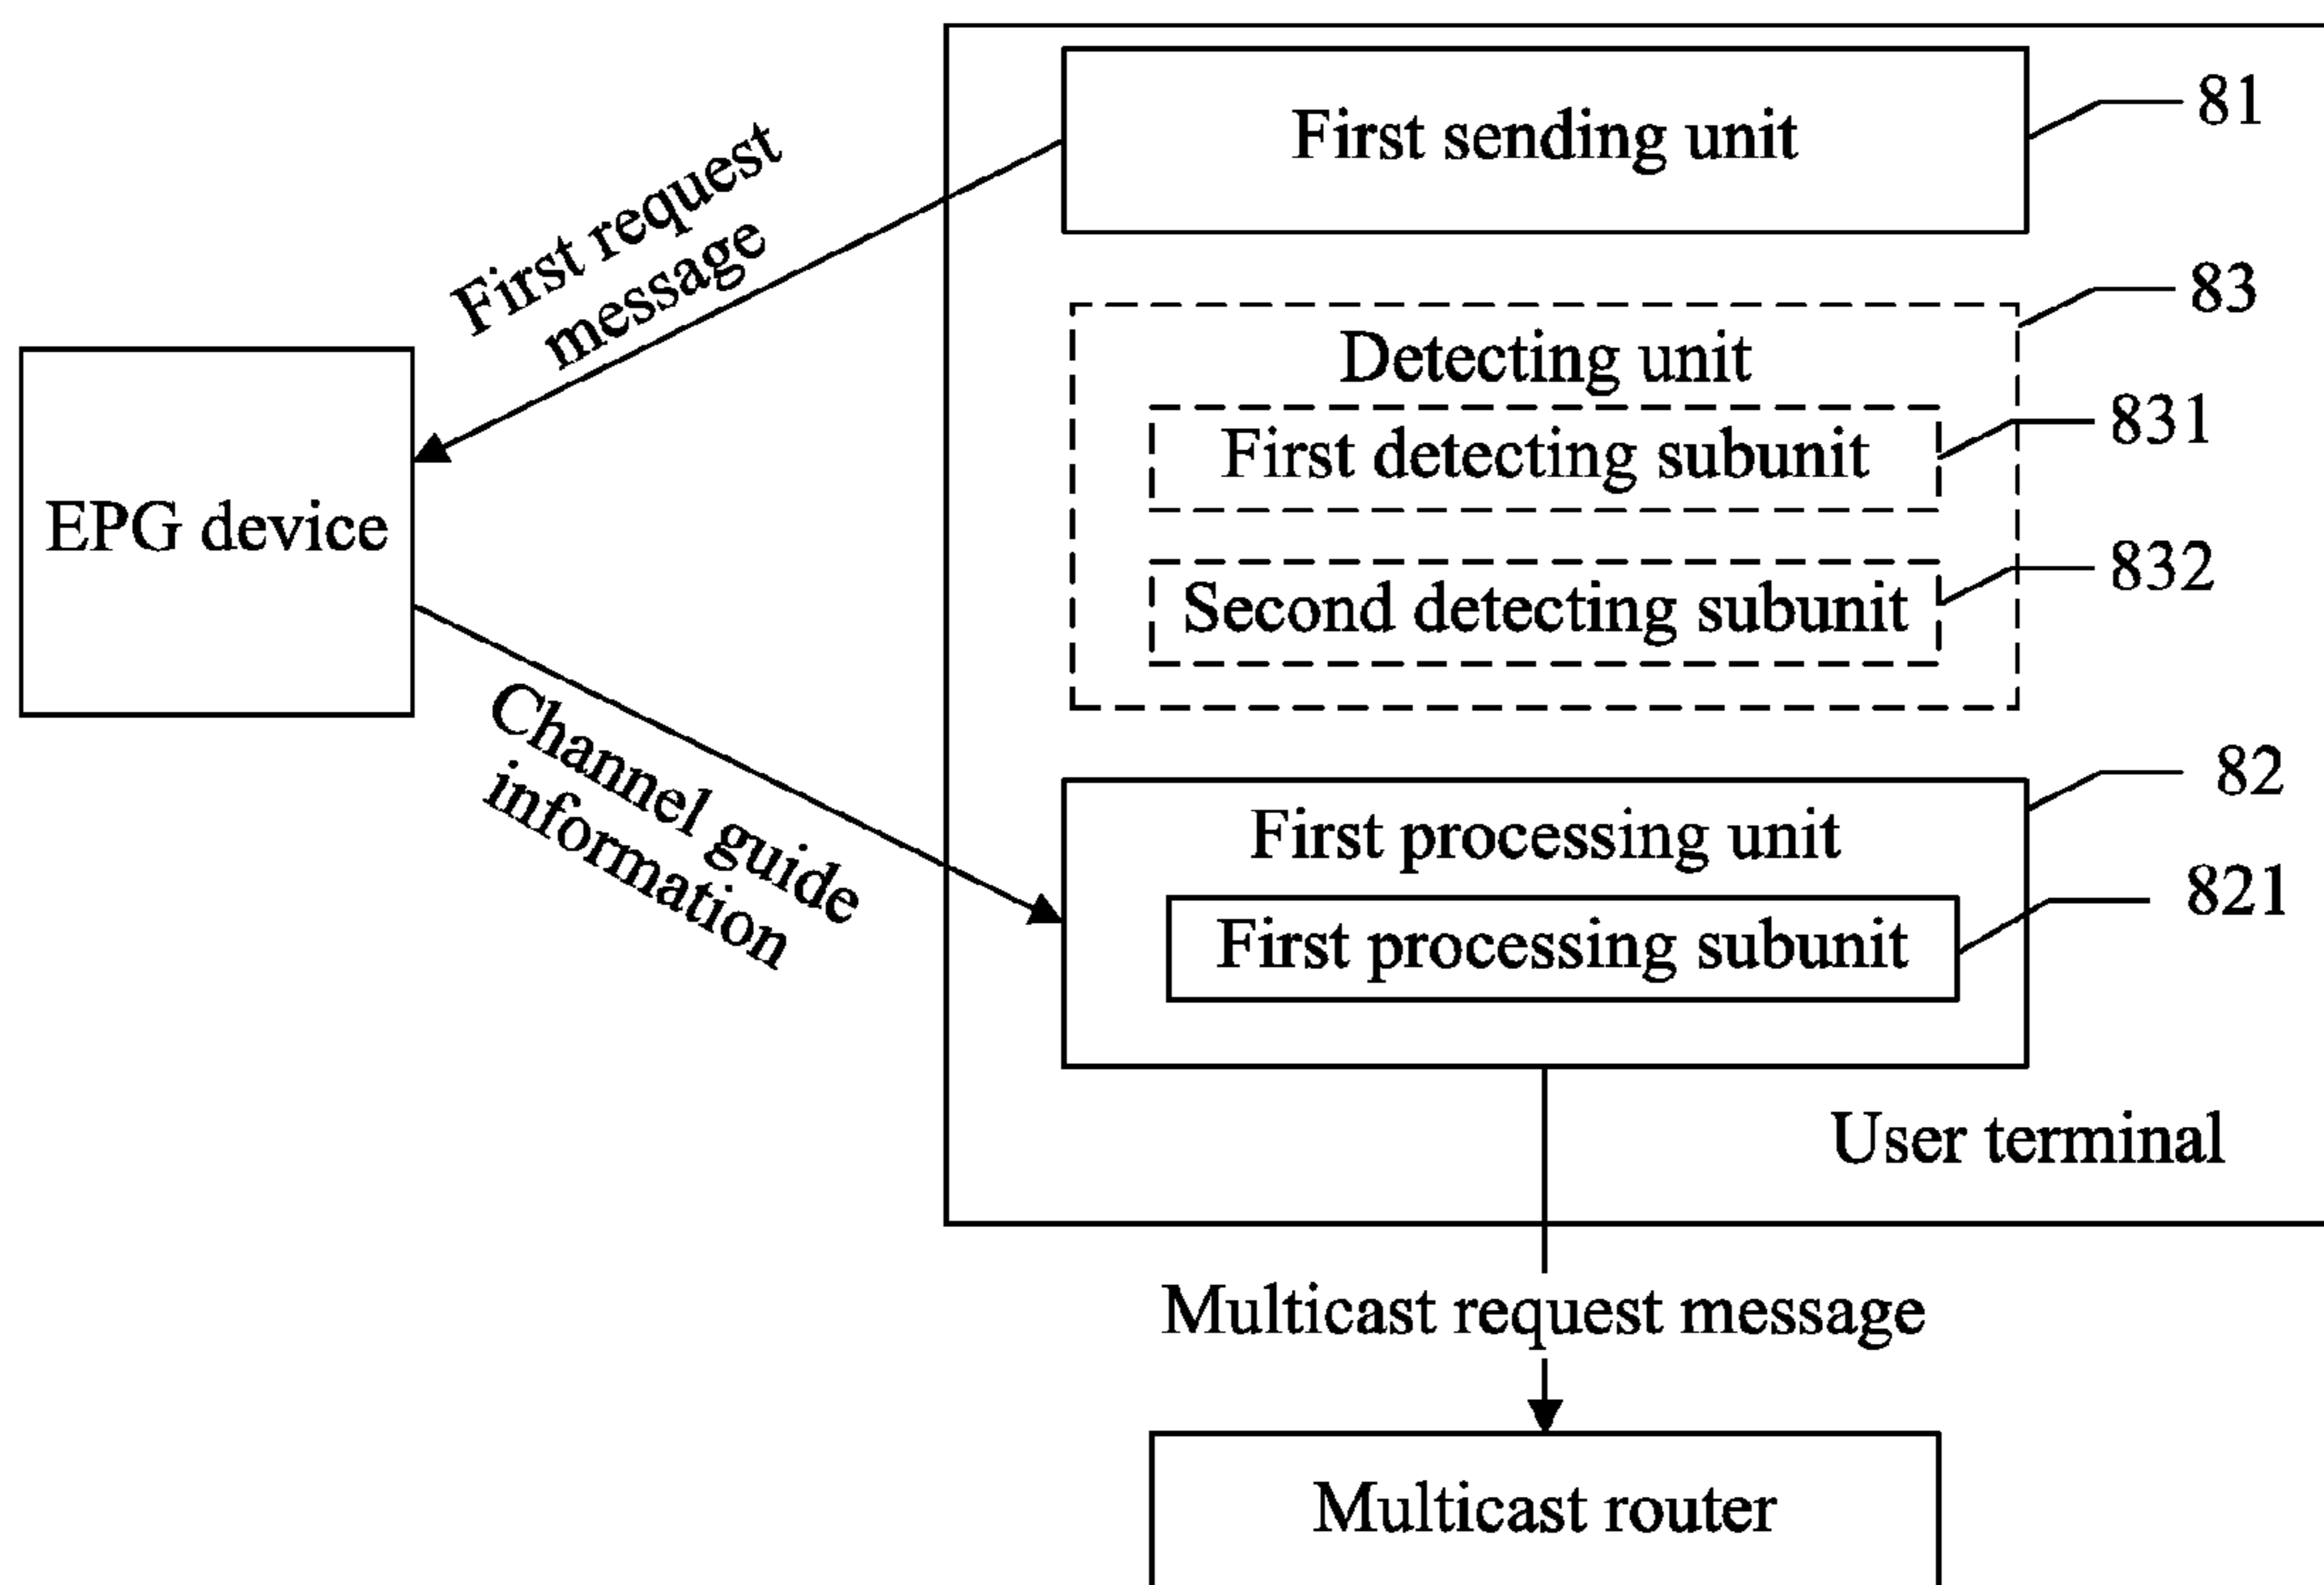 First sending unit
81
First request
message
83
Detecting unit
First detecting subunit
831
EPG device
Second detecting subunit
832
Channel guide
information
82
First processing unit
821
First processing subunit
User terminal
Multicast request message
Multicast router